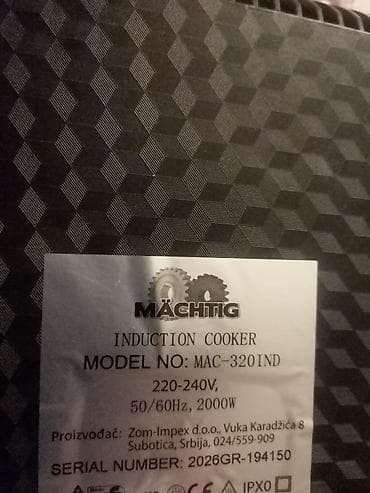 MÄCHTIG
INDUCTION COOKER
MODEL NO: MAC-320IND
220-240V,
50/60Hz, 2000W
Proizvođač: Zom-Impex d.o.o., Vuka Karadžića 8
Subotica, Srbija, 024/559-909
SERIAL NUMBER: 2026GR-194150
CE IPX0